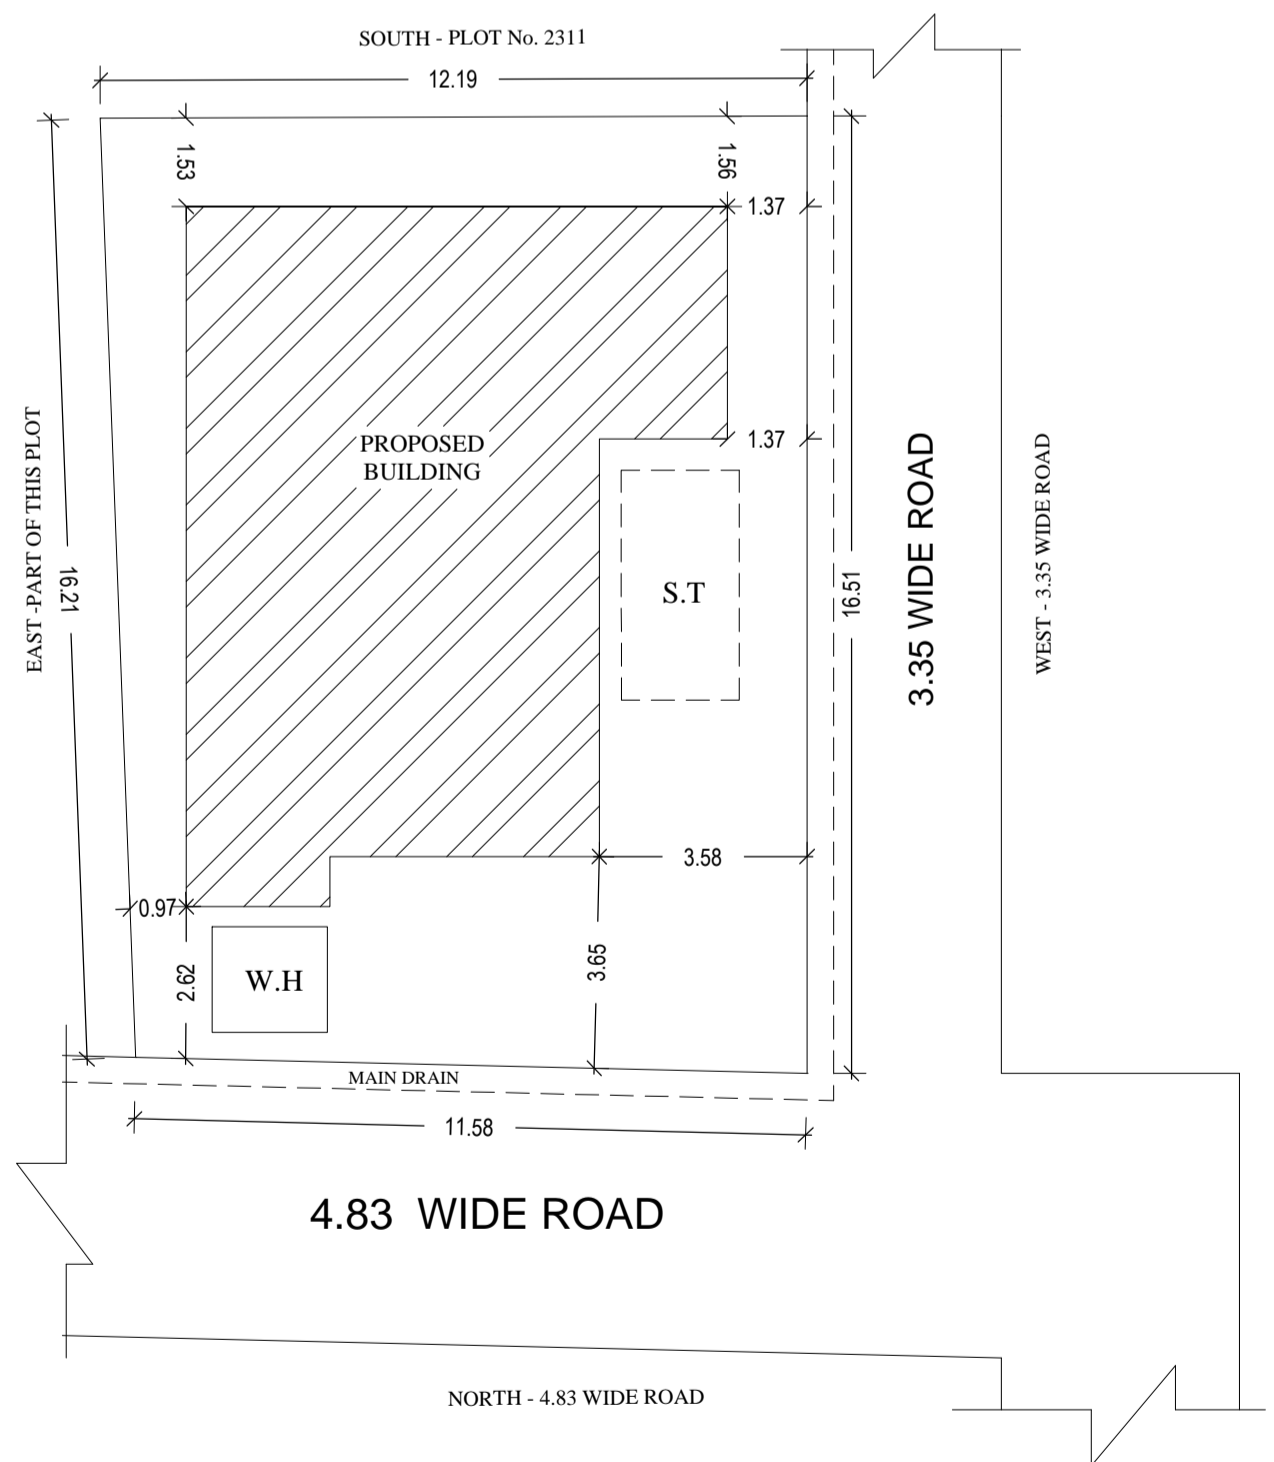 SOUTH - PLOT No. 2311
12.19
1.53
1.56
1.37
PROPOSED
BUILDING
1.37
EAST -PART OF THIS PLOT
16.21
S.T
16.51
3.35 WIDE ROAD
WEST - 3.35 WIDE ROAD
3.58
0.97
2.62
W.H
3.65
MAIN DRAIN
11.58
4.83 WIDE ROAD
NORTH - 4.83 WIDE ROAD